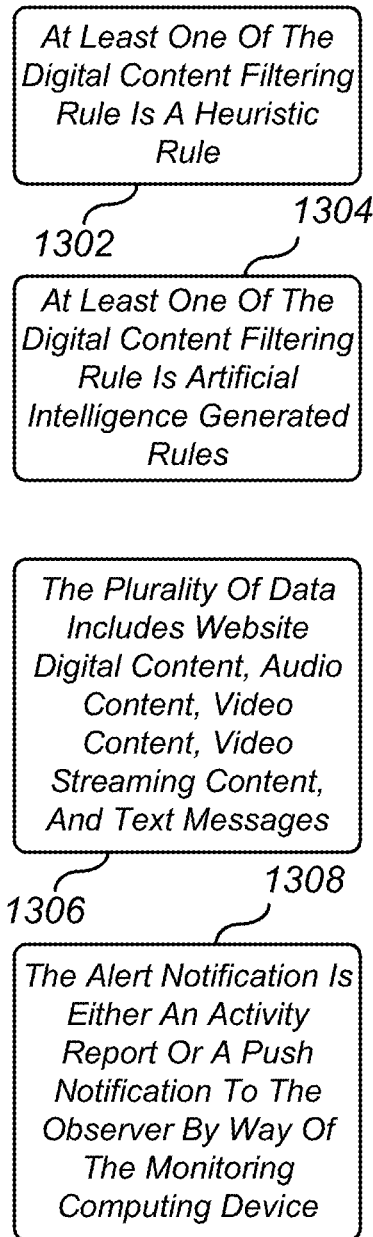 At Least One Of The
Digital Content Filtering
Rule Is A Heuristic
Rule
1302
1304
At Least One Of The
Digital Content Filtering
Rule Is Artificial
Intelligence Generated
Rules
The Plurality Of Data
Includes Website
Digital Content, Audio
Content, Video
Content, Video
Streaming Content,
And Text Messages
1306
1308
The Alert Notification Is
Either An Activity
Report Or A Push
Notification To The
Observer By Way Of
The Monitoring
Computing Device